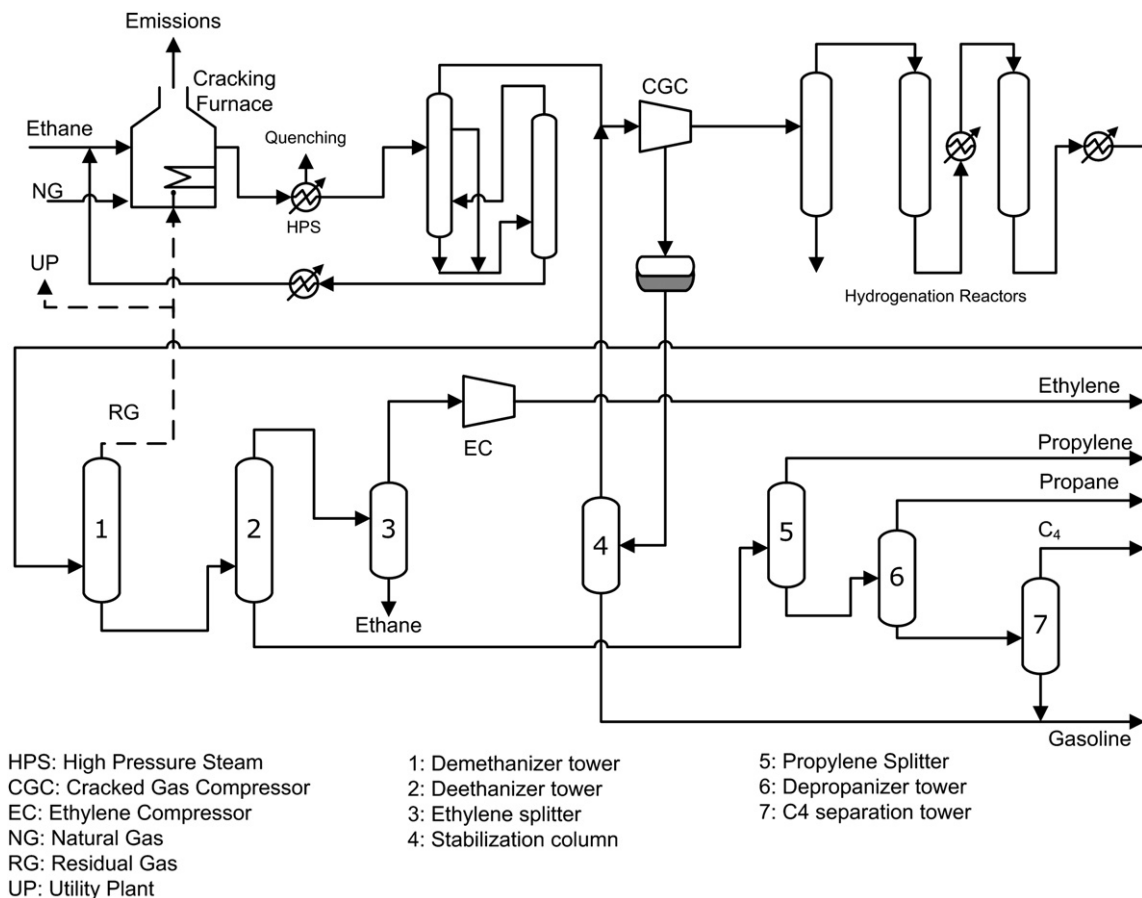 Emissions
Cracking
Furnace
Ethane
NG
UP
Quenching
HPS
CGC
Hydrogenation Reactors
RG
EC
Ethylene
Propylene
Propane
C₄
1
2
3
4
5
6
7
Ethane
Gasoline
HPS: High Pressure Steam
CGC: Cracked Gas Compressor
EC: Ethylene Compressor
NG: Natural Gas
RG: Residual Gas
UP: Utility Plant
1: Demethanizer tower
2: Deethanizer tower
3: Ethylene splitter
4: Stabilization column
5: Propylene Splitter
6: Depropanizer tower
7: C4 separation tower